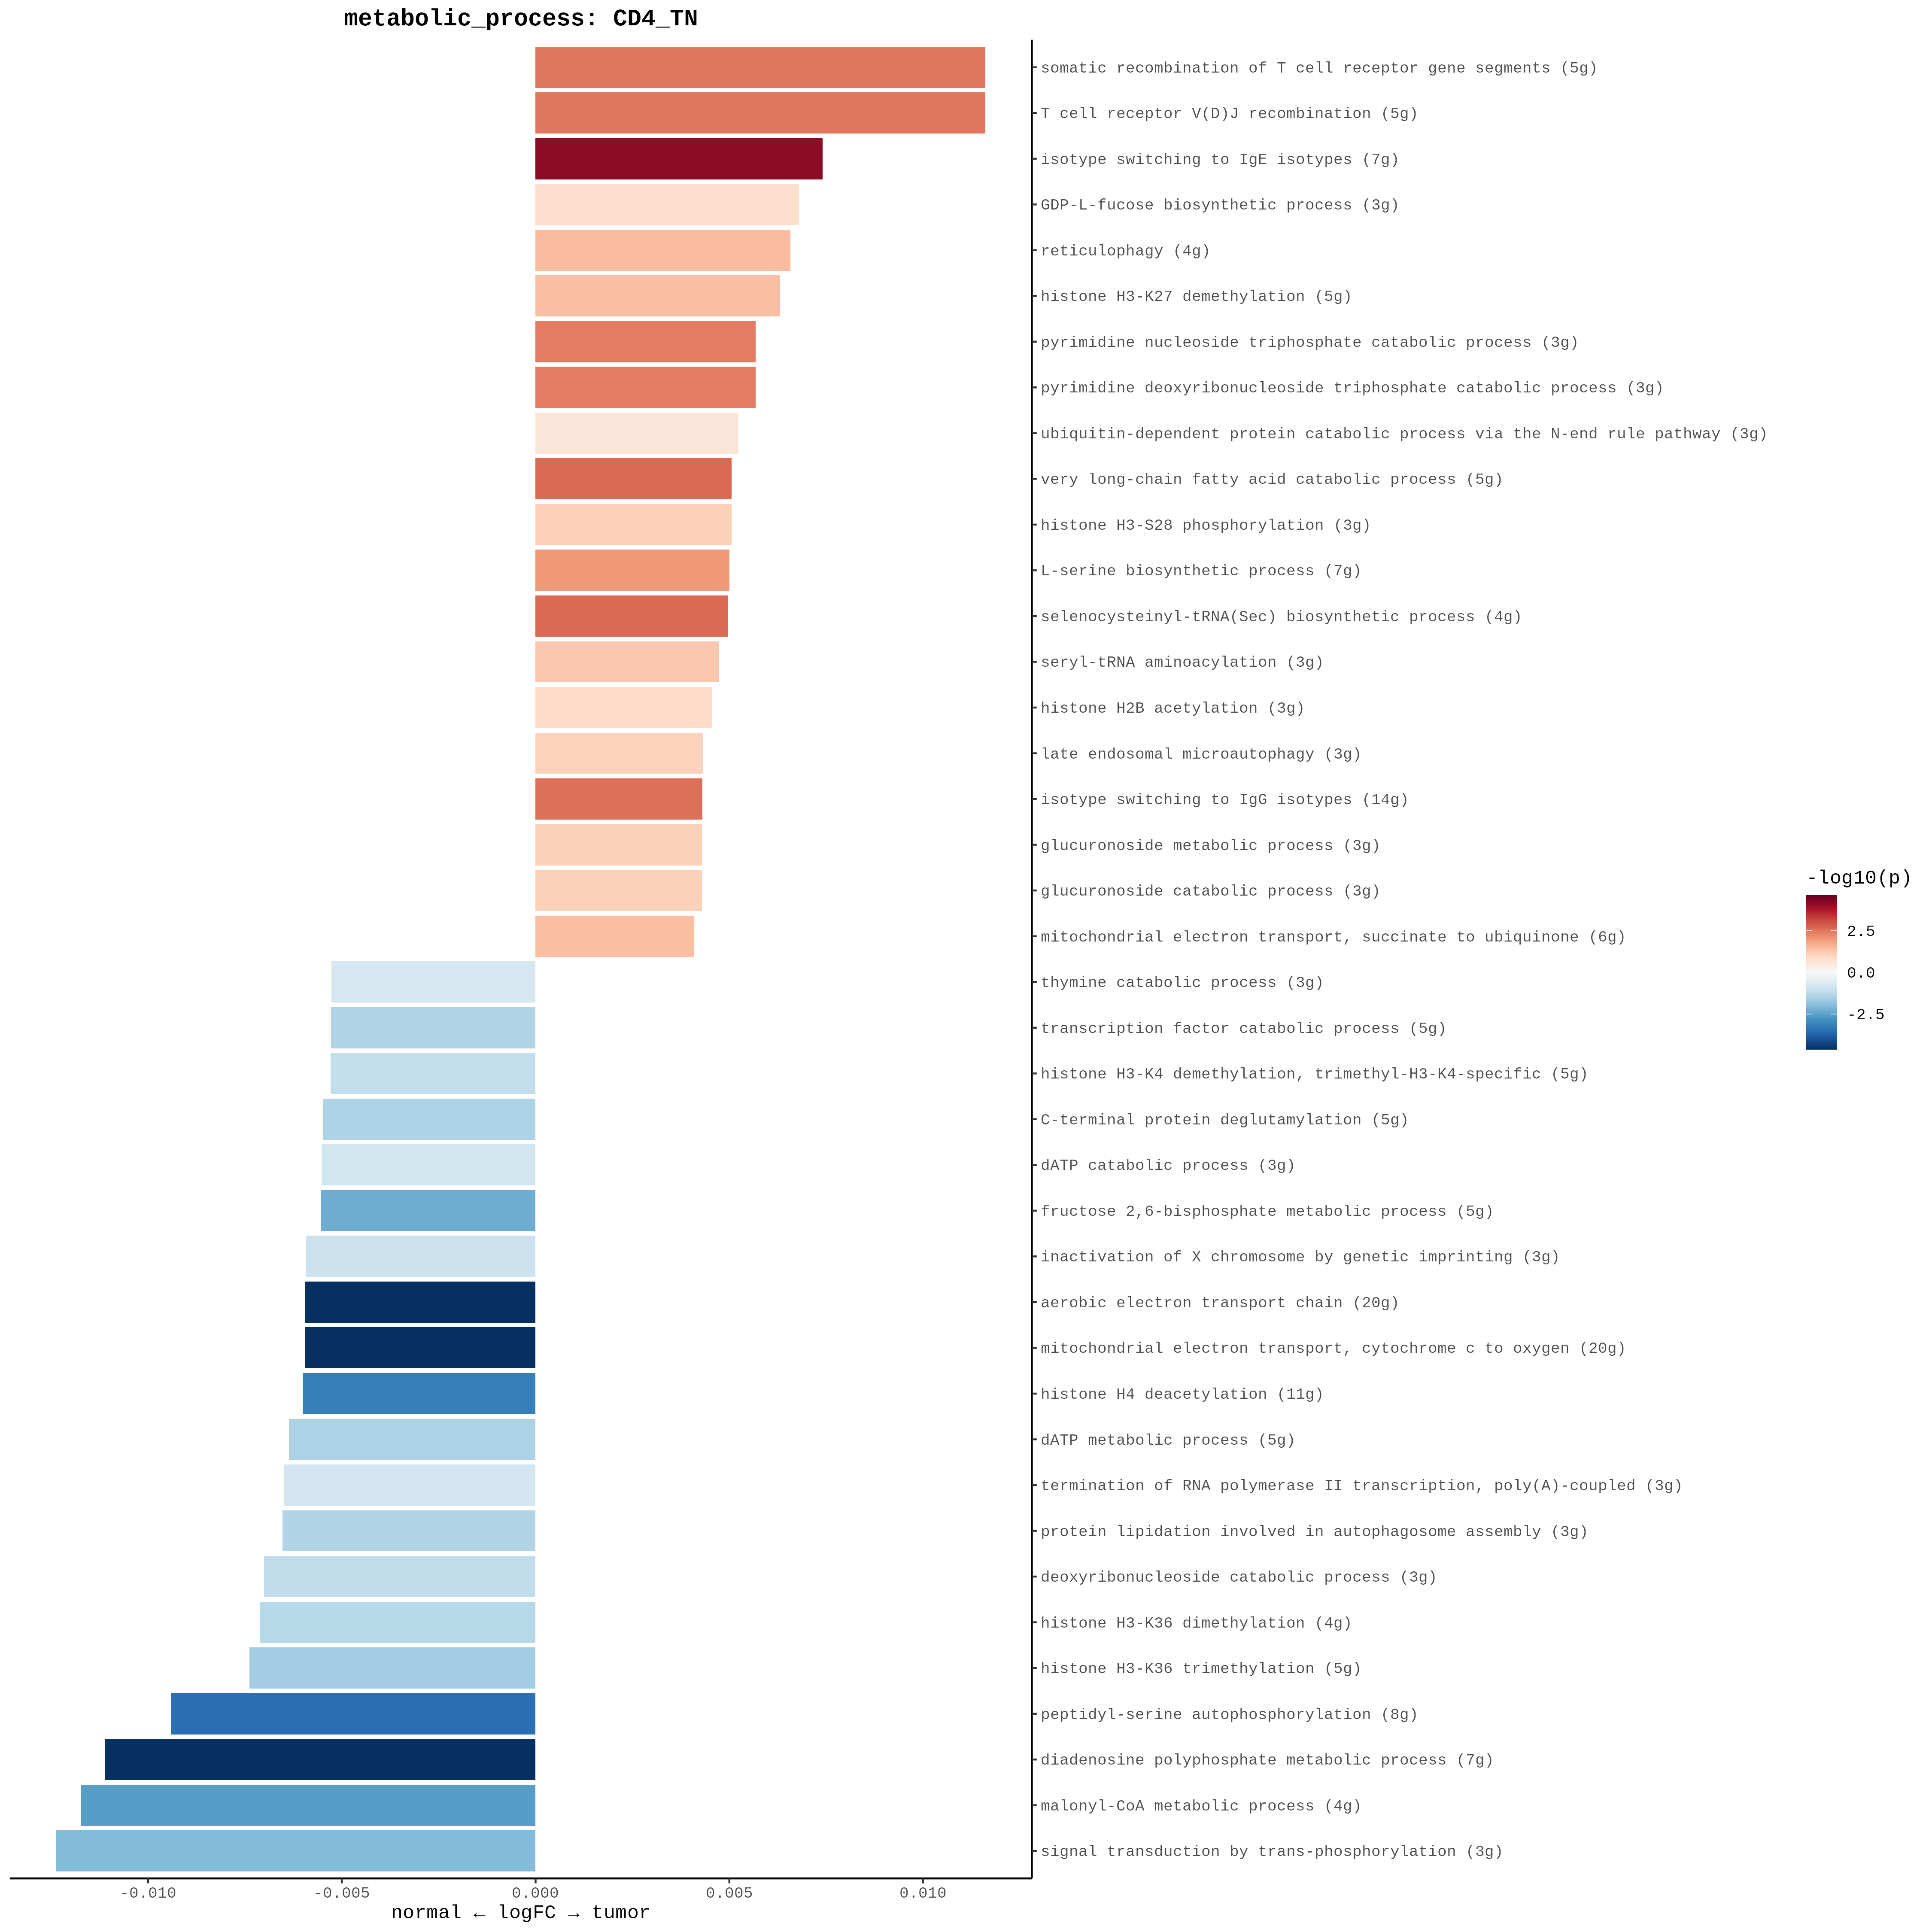 metabolic_process: CD4_TN
somatic recombination of T cell receptor gene segments (5g)
T cell receptor V(D)J recombination (5g)
isotype switching to IgE isotypes (7g)
GDP-L-fucose biosynthetic process (3g)
reticulophagy (4g)
histone H3-K27 demethylation (5g)
pyrimidine nucleoside triphosphate catabolic process (3g)
pyrimidine deoxyribonucleoside triphosphate catabolic process (3g)
ubiquitin-dependent protein catabolic process via the N-end rule pathway (3g)
very long-chain fatty acid catabolic process (5g)
histone H3-S28 phosphorylation (3g)
L-serine biosynthetic process (7g)
selenocysteinyl-tRNA(Sec) biosynthetic process (4g)
seryl-tRNA aminoacylation (3g)
histone H2B acetylation (3g)
late endosomal microautophagy (3g)
isotype switching to IgG isotypes (14g)
glucuronoside metabolic process (3g)
glucuronoside catabolic process (3g)
mitochondrial electron transport, succinate to ubiquinone (6g)
thymine catabolic process (3g)
transcription factor catabolic process (5g)
histone H3-K4 demethylation, trimethyl-H3-K4-specific (5g)
C-terminal protein deglutamylation (5g)
dATP catabolic process (3g)
fructose 2,6-bisphosphate metabolic process (5g)
inactivation of X chromosome by genetic imprinting (3g)
aerobic electron transport chain (20g)
mitochondrial electron transport, cytochrome c to oxygen (20g)
histone H4 deacetylation (11g)
dATP metabolic process (5g)
termination of RNA polymerase II transcription, poly(A)-coupled (3g)
protein lipidation involved in autophagosome assembly (3g)
deoxyribonucleoside catabolic process (3g)
histone H3-K36 dimethylation (4g)
histone H3-K36 trimethylation (5g)
peptidyl-serine autophosphorylation (8g)
diadenosine polyphosphate metabolic process (7g)
malonyl-CoA metabolic process (4g)
signal transduction by trans-phosphorylation (3g)
-0.010 -0.005 0.000 0.005 0.010
normal ← logFC → tumor
-log10(p)
2.5
0.0
-2.5